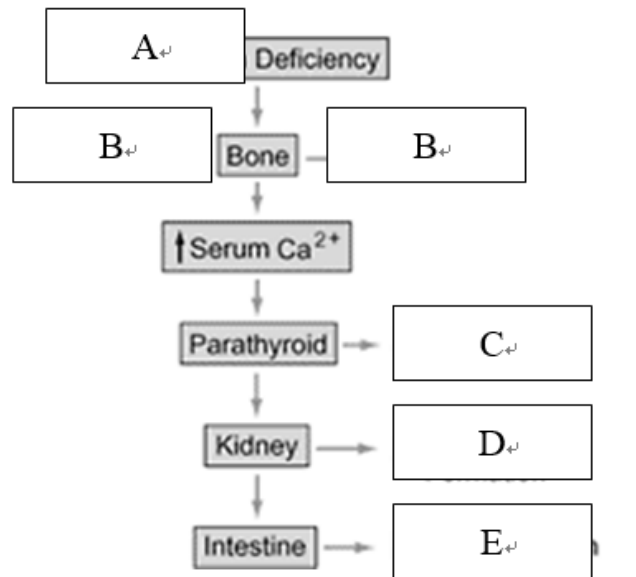 A↵
Deficiency
B↵
Bone
B↵
↑Serum Ca²⁺
Parathyroid
C↵
Kidney
D↵
Intestine
E↵